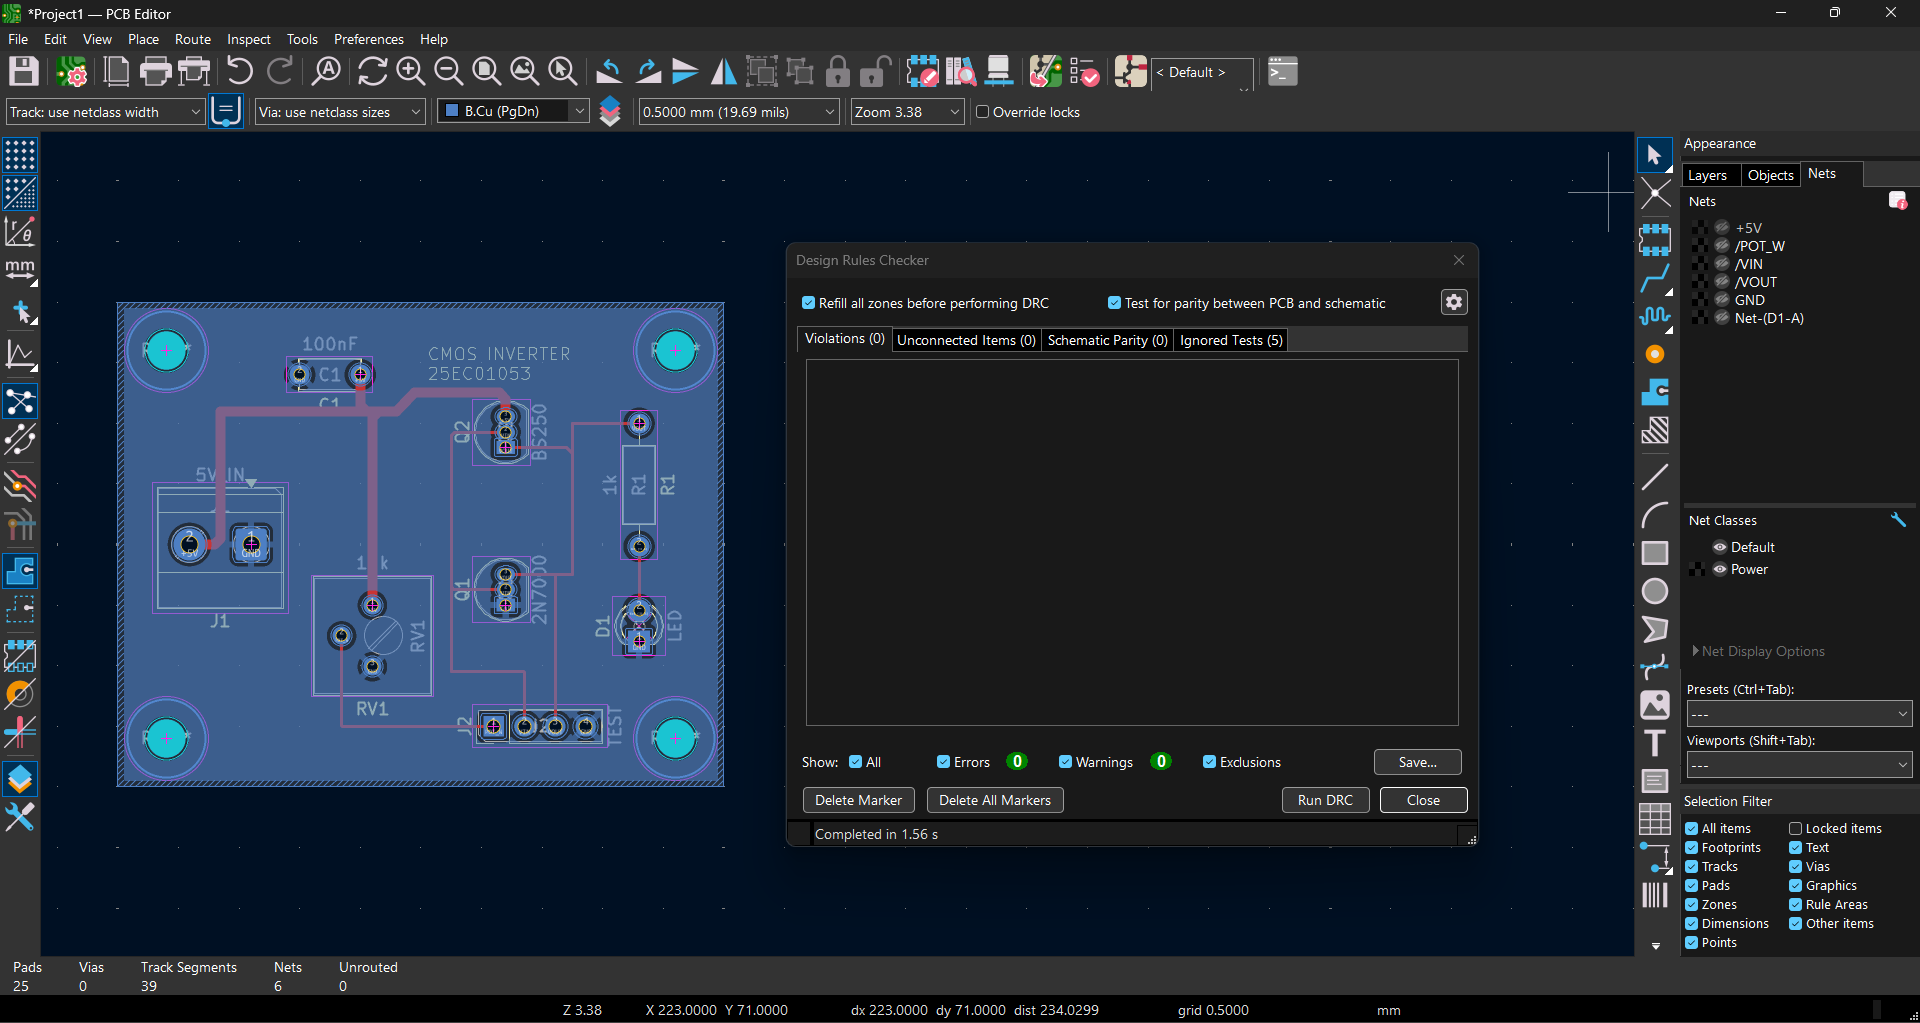 *Project1 — PCB Editor
File Edit View Place Route Inspect Tools Preferences Help
< Default >
Track: use netclass width
Via: use netclass sizes
B.Cu (PgDn)
0.5000 mm (19.69 mils)
Zoom 3.38
Override locks
mm
100nF
C1
C1
CMOS INVERTER
25EC01053
Q2
BS250
5V_IN
2
+5V
1
GND
J1
1k
R1
R1
Q1
2N7000
RV1
RV1
D1
LED
GND
J2
J2
TEST
Design Rules Checker
Refill all zones before performing DRC
Test for parity between PCB and schematic
Violations (0) Unconnected Items (0) Schematic Parity (0) Ignored Tests (5)
Show: All Errors 0 Warnings 0 Exclusions Save...
Delete Marker Delete All Markers Run DRC Close
Completed in 1.56 s
Appearance
Layers Objects Nets
Nets
+5V
/POT_W
/VIN
/VOUT
GND
Net-(D1-A)
Net Classes
Default
Power
Net Display Options
Presets (Ctrl+Tab):
---
Viewports (Shift+Tab):
---
Selection Filter
All items Locked items
Footprints Text
Tracks Vias
Pads Graphics
Zones Rule Areas
Dimensions Other items
Points
Pads Vias Track Segments Nets Unrouted
25 0 39 6 0
Z 3.38 X 223.0000 Y 71.0000 dx 223.0000 dy 71.0000 dist 234.0299 grid 0.5000 mm